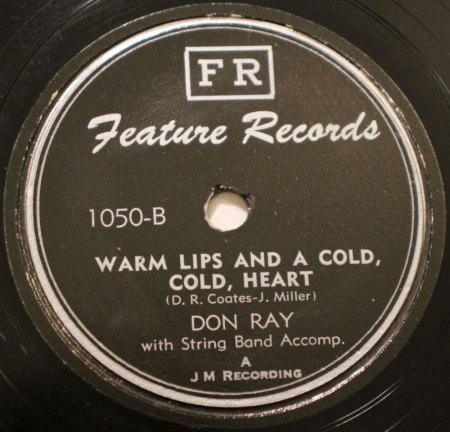 FR
Feature Records
1050-B
WARM LIPS AND A COLD,
COLD, HEART
(D. R. Coates-J. Miller)
DON RAY
with String Band Accomp.
A
J M RECORDING